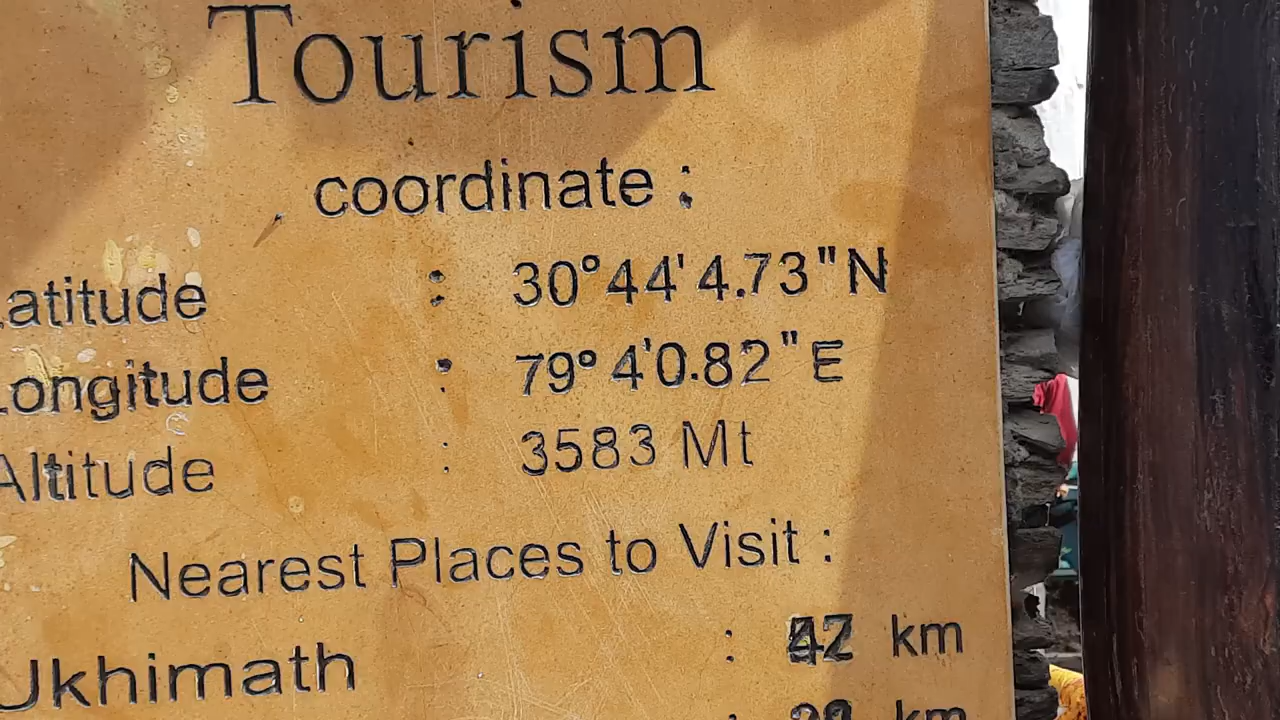 Tourism
coordinate :
Latitude : 30°44'4.73"N
Longitude : 79°4'0.82"E
Altitude : 3583 Mt
Nearest Places to Visit :
Ukhimath : km
: km